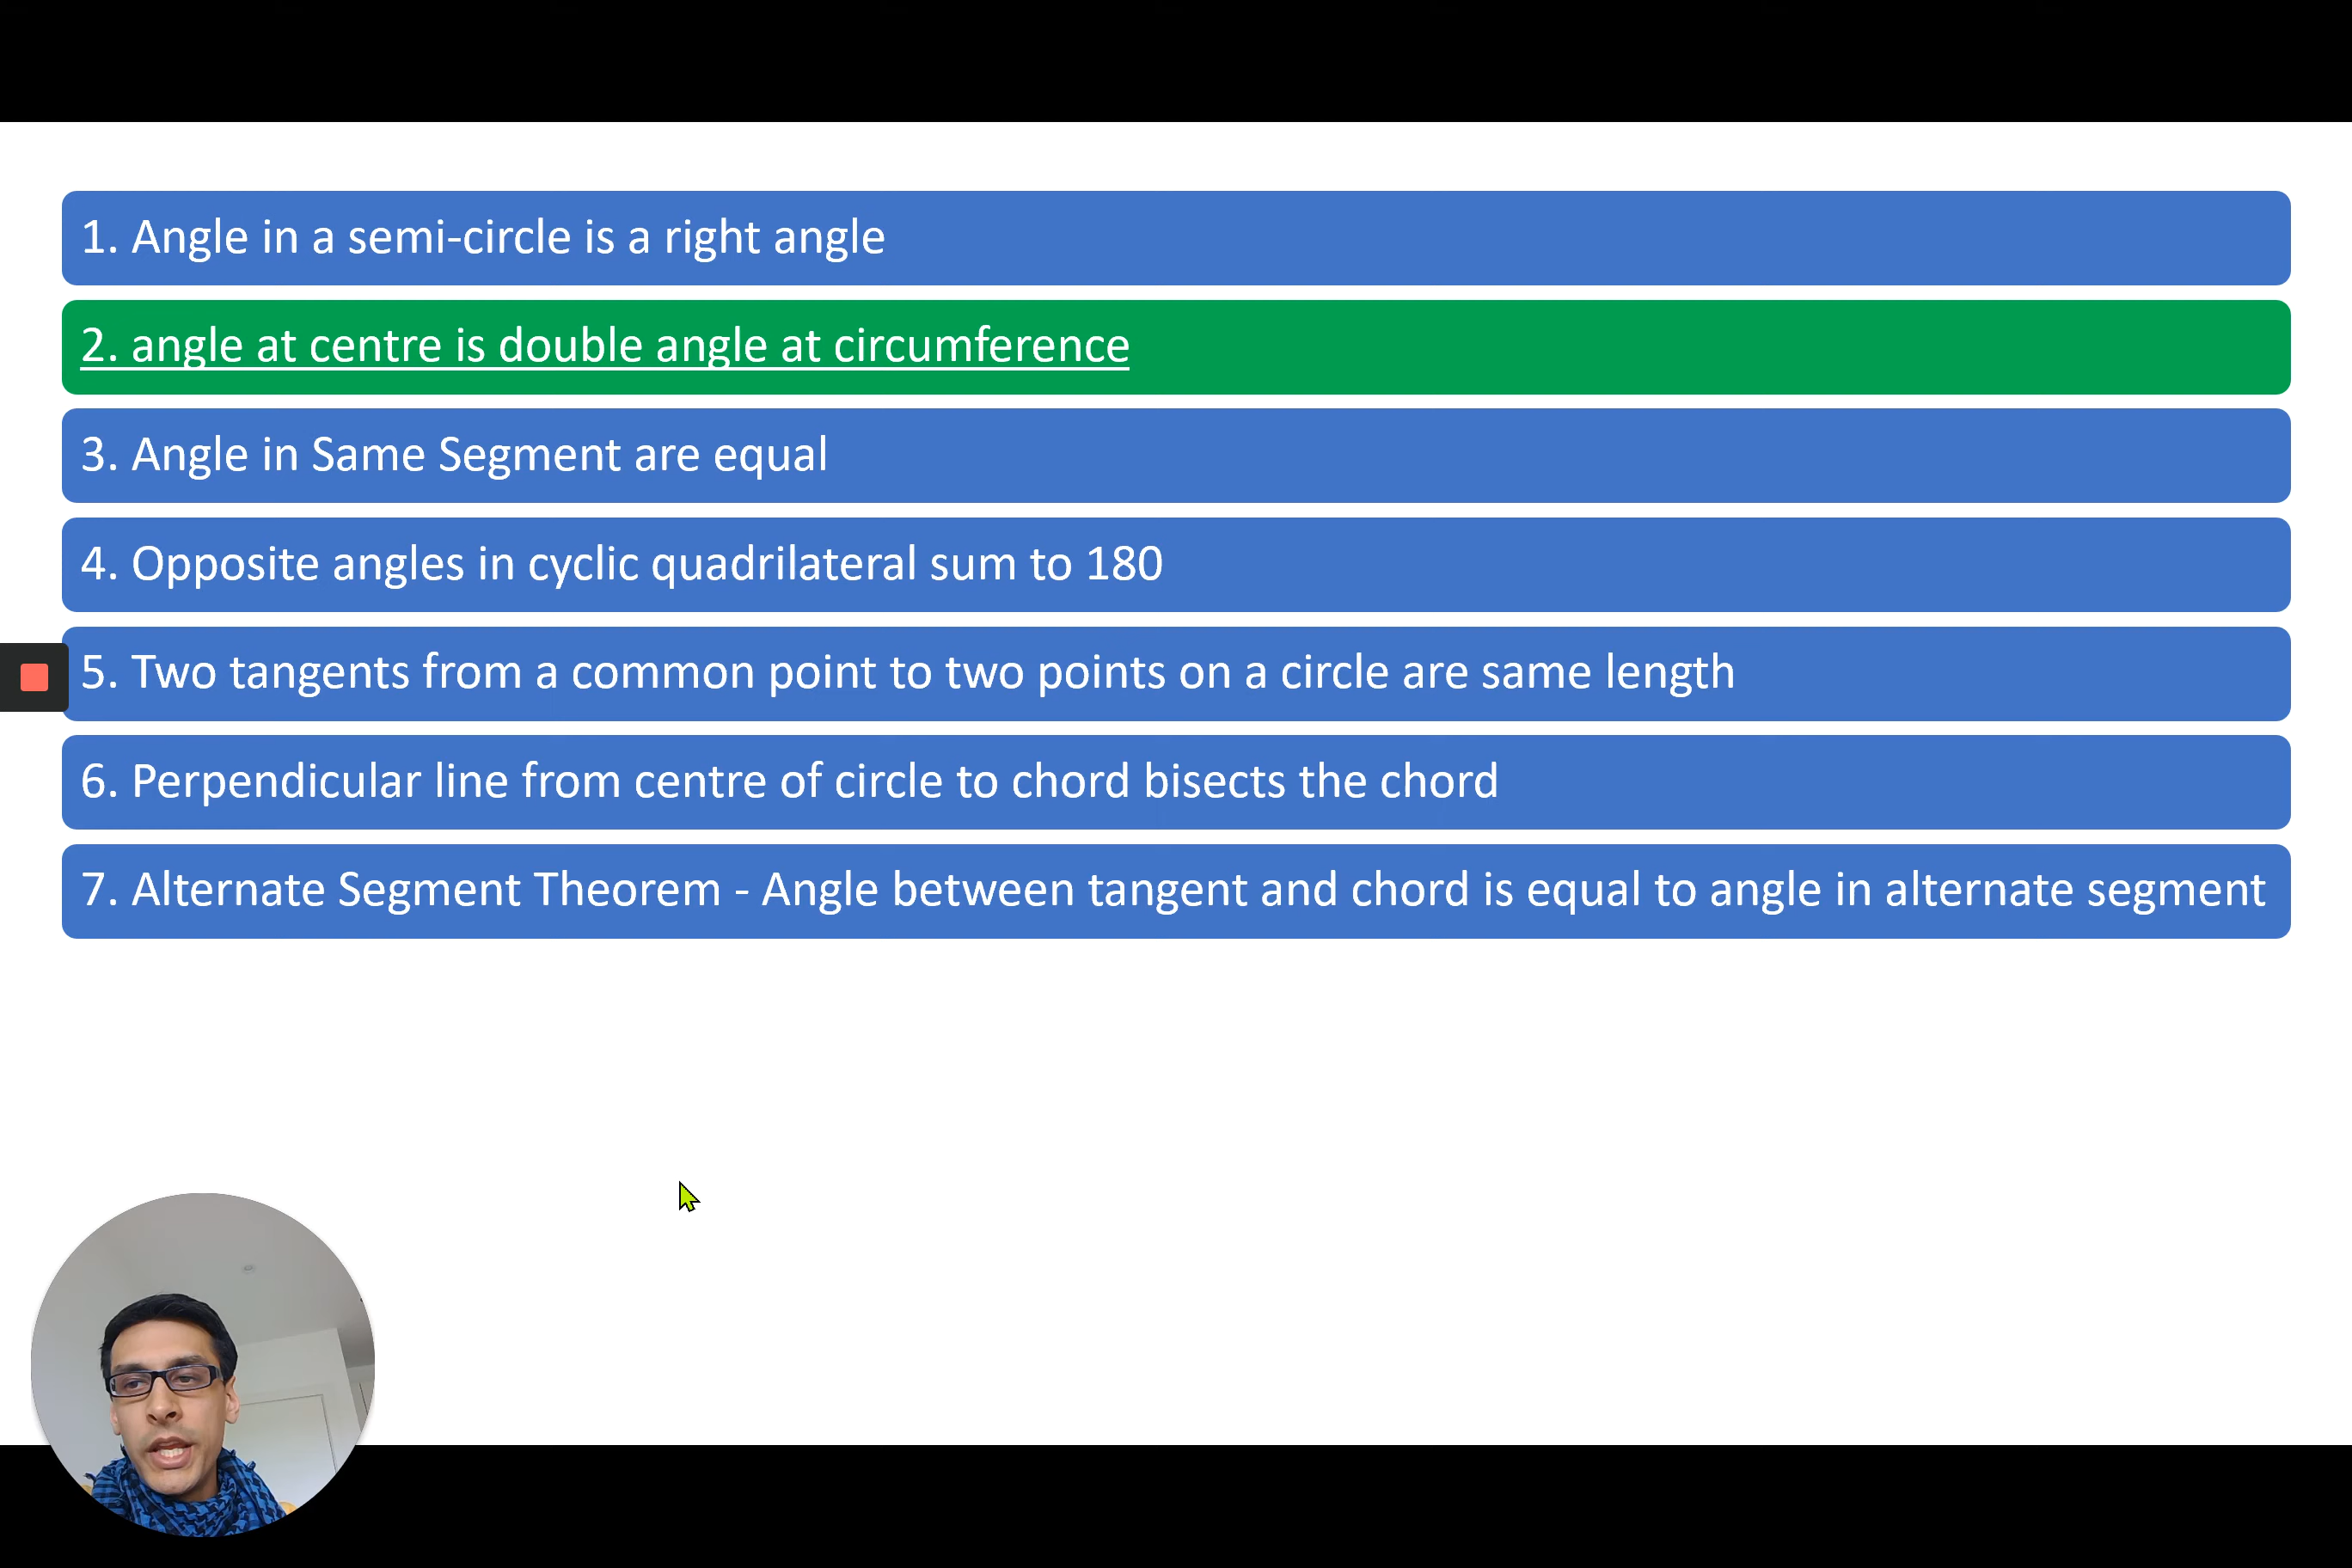 1. Angle in a semi-circle is a right angle
2. angle at centre is double angle at circumference
3. Angle in Same Segment are equal
4. Opposite angles in cyclic quadrilateral sum to 180
5. Two tangents from a common point to two points on a circle are same length
6. Perpendicular line from centre of circle to chord bisects the chord
7. Alternate Segment Theorem - Angle between tangent and chord is equal to angle in alternate segment